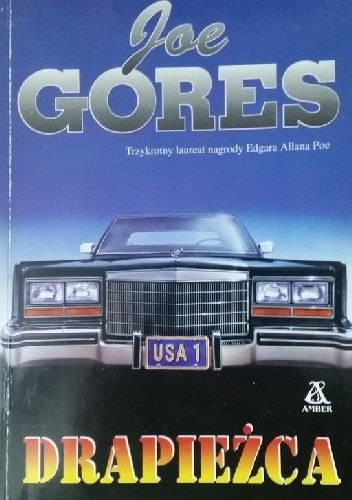 Joe
GORES
Trzykrotny laureat nagrody Edgara Allana Poe
USA 1
AMBER
DRAPIEŻCA